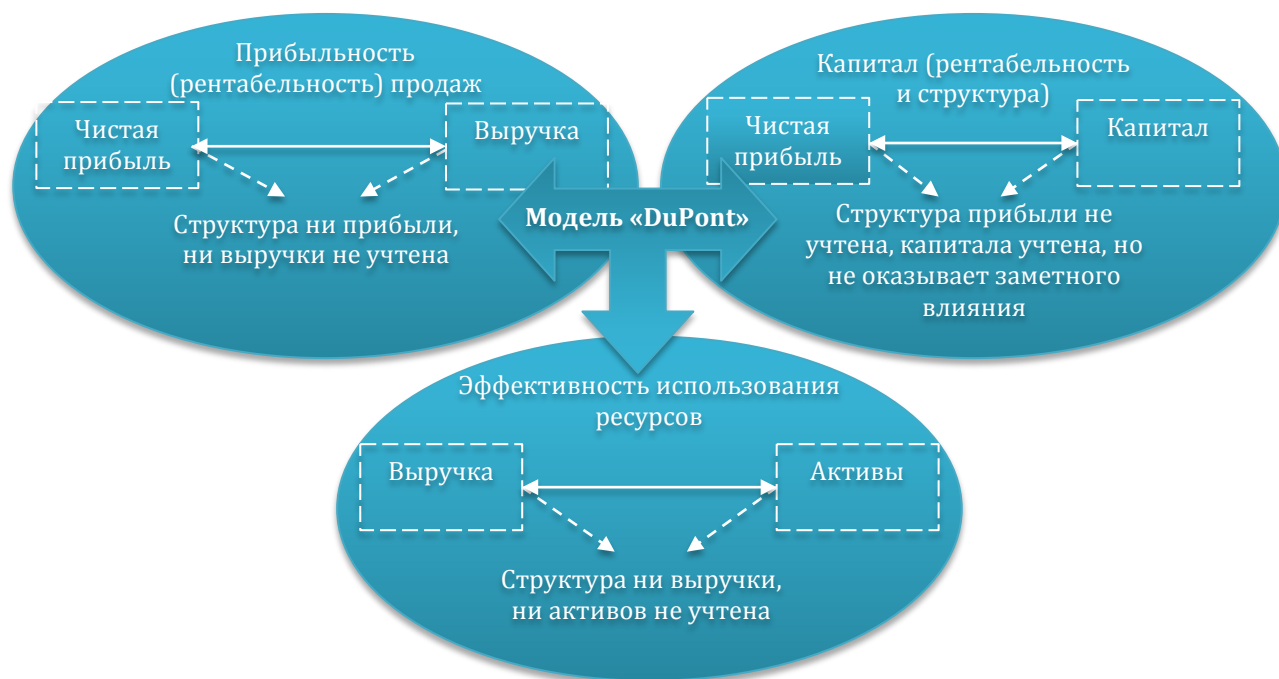 Прибыльность
(рентабельность) продаж
Чистая
прибыль
Выручка
Структура ни прибыли,
ни выручки не учтена
Капитал (рентабельность
и структура)
Чистая
прибыль
Капитал
Структура прибыли не
учтена, капитала учтена, но
не оказывает заметного
влияния
Модель «DuPont»
Эффективность использования
ресурсов
Выручка
Активы
Структура ни выручки,
ни активов не учтена